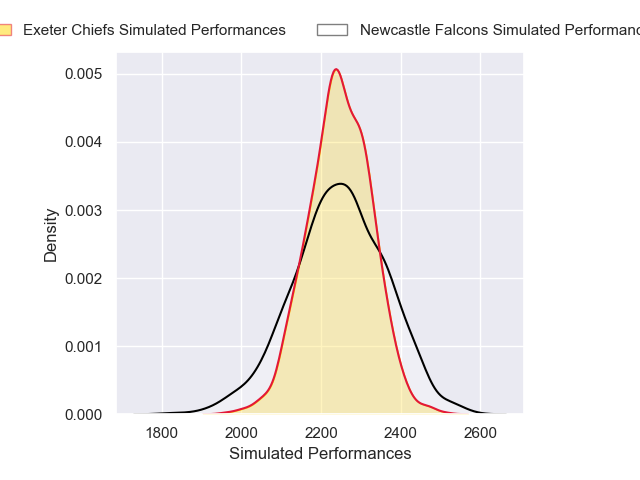 Exeter Chiefs Simulated Performances Newcastle Falcons Simulated
0.005
0.004
0.003
0.002
0.001
0.000
Density
1800 2000 2200 2400 2600
Simulated Performances